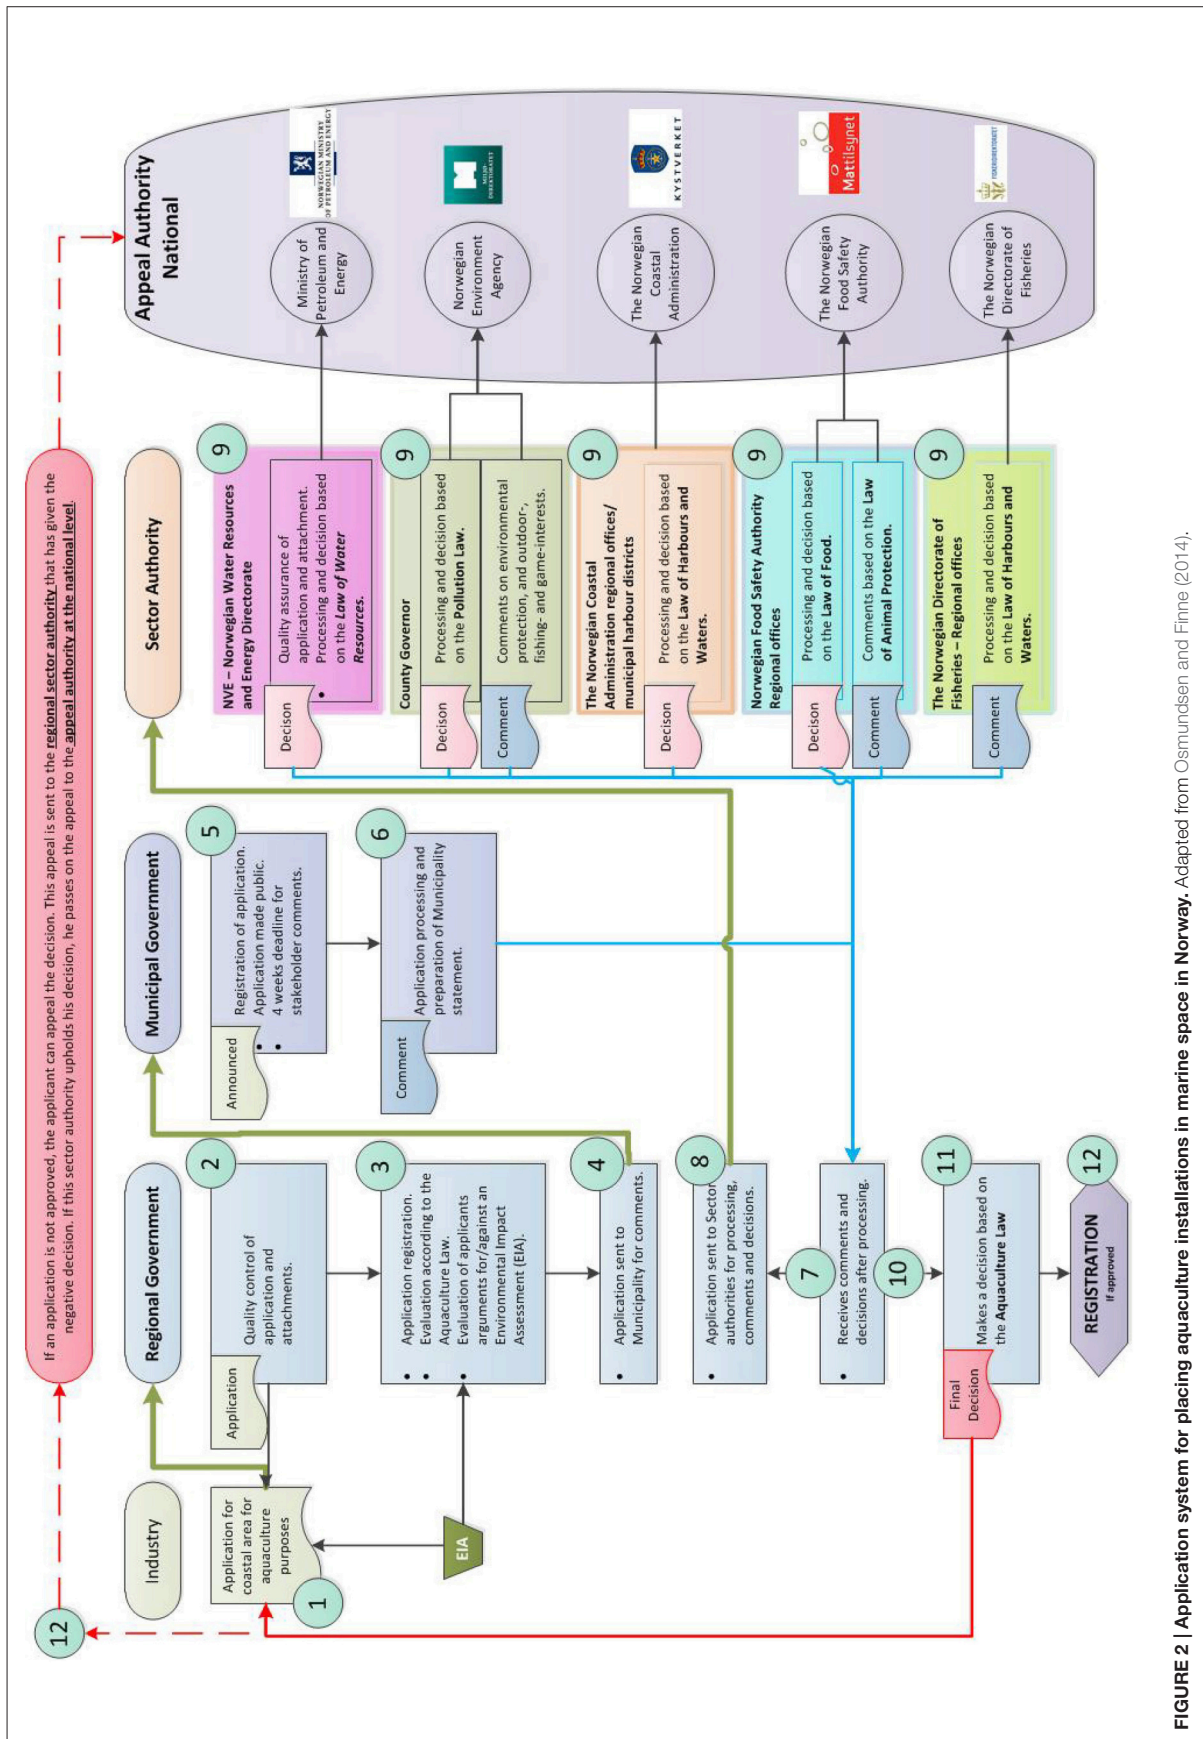 If an application is not approved, the applicant can appeal the decision. This appeal is sent to the regional sector authority that has given the
negative decision. If this sector authority upholds his decision, he passes on the appeal to the appeal authority at the national level.
12
Industry
Application for
coastal area for
aquaculture
purposes
1
EIA
Regional Government
Application
Quality control of
application and
attachments.
2
• Application registration.
• Evaluation according to the
Aquaculture Law.
• Evaluation of applicants
arguments for/against an
Environmental Impact
Assessment (EIA).
3
• Application sent to
Municipality for comments.
4
• Application sent to Sector
authorities for processing,
comments and decisions.
8
7
• Receives comments and
decisions after processing.
10
Final
Decision
Makes a decision based on
the Aquaculture Law
11
REGISTRATION
If approved
12
Municipal Government
Announced
Registration of application.
• Application made public.
• 4 weeks deadline for
stakeholder comments.
5
Comment
Application processing and
preparation of Municipality
statement.
6
Sector Authority
NVE – Norwegian Water Resources
and Energy Directorate
9
Decison
Quality assurance of
application and attachment.
• Processing and decision based
on the Law of Water
Resources.
County Governor
9
Decison
Processing and decision based
on the Pollution Law.
Comment
Comments on environmental
protection, and outdoor-,
fishing- and game-interests.
The Norwegian Coastal
Administration regional offices/
municipal harbour districts
9
Decison
Processing and decision based
on the Law of Harbours and
Waters.
Norwegian Food Safety Authority
Regional offices
9
Decison
Processing and decision based
on the Law of Food.
Comment
Comments based on the Law
of Animal Protection.
The Norwegian Directorate of
Fisheries – Regional offices
9
Comment
Processing and decision based
on the Law of Harbours and
Waters.
Appeal Authority
National
Ministry of
Petroleum and
Energy
NORWEGIAN MINISTRY
OF PETROLEUM AND ENERGY
Norwegian
Environment
Agency
MILJØ-
DIREKTORATET
The Norwegian
Coastal
Administration
KYSTVERKET
The Norwegian
Food Safety
Authority
Mattilsynet
The Norwegian
Directorate of
Fisheries
FISKERIDIREKTORATET
FIGURE 2 | Application system for placing aquaculture installations in marine space in Norway. Adapted from Osmundsen and Finne (2014).